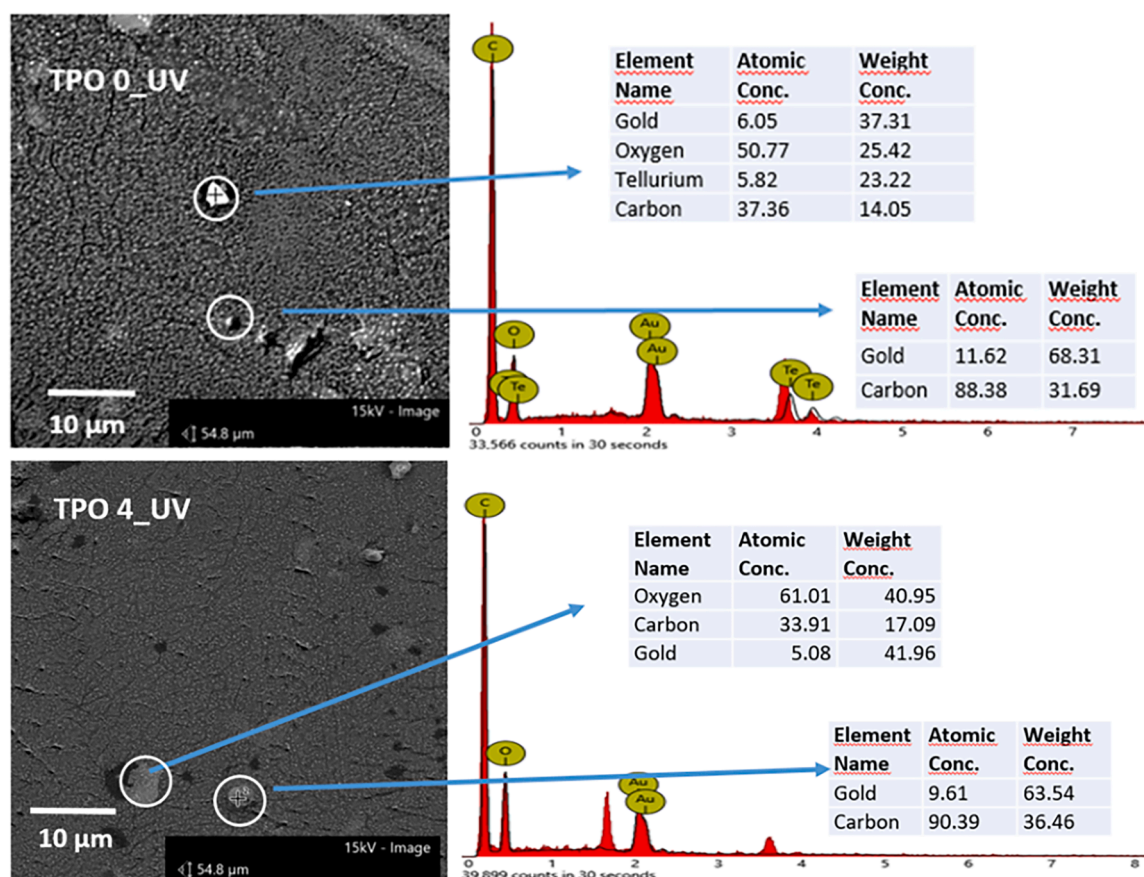 TPO 0_UV
10 μm
15kV - Image
54.8 μm
C
O
Te
Au
Au
Te
Te
0 1 2 3 4 5 6 7
33,566 counts in 30 seconds
Element Name Atomic Conc. Weight Conc.
Gold 6.05 37.31
Oxygen 50.77 25.42
Tellurium 5.82 23.22
Carbon 37.36 14.05
Element Name Atomic Conc. Weight Conc.
Gold 11.62 68.31
Carbon 88.38 31.69
TPO 4_UV
10 μm
15kV - Image
54.8 μm
C
O
Au
Au
0 1 2 3 4 5 6 7 8
39,899 counts in 30 seconds
Element Name Atomic Conc. Weight Conc.
Oxygen 61.01 40.95
Carbon 33.91 17.09
Gold 5.08 41.96
Element Name Atomic Conc. Weight Conc.
Gold 9.61 63.54
Carbon 90.39 36.46